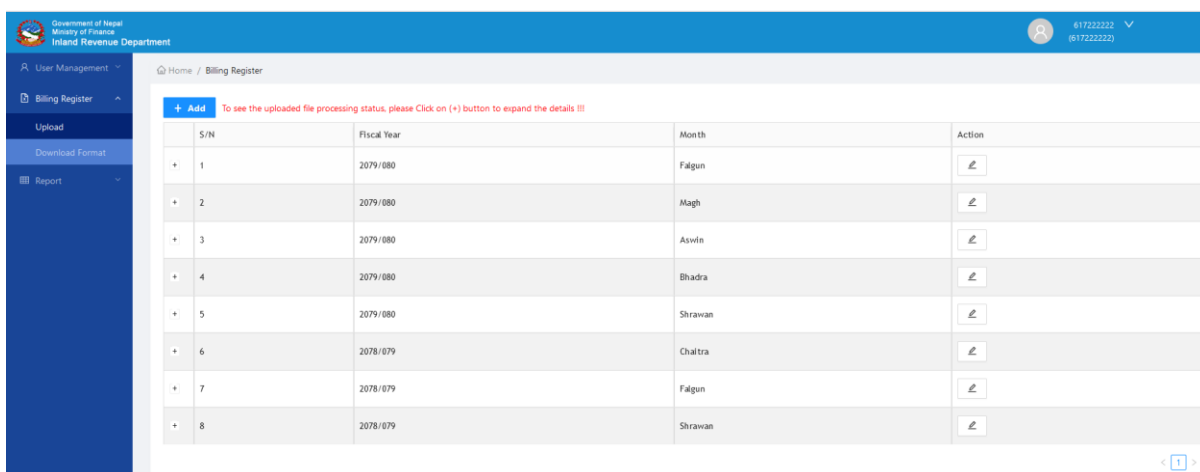 Government of Nepal
Ministry of Finance
Inland Revenue Department
617222222
(617222222)
User Management
Home / Billing Register
Billing Register
+ Add To see the uploaded file processing status, please Click on (+) button to expand the details !!!
Upload
Download Format
Report
S/N Fiscal Year Month Action
+ 1 2079/080 Falgun
+ 2 2079/080 Magh
+ 3 2079/080 Aswin
+ 4 2079/080 Bhadra
+ 5 2079/080 Shrawan
+ 6 2078/079 Chaitra
+ 7 2078/079 Falgun
+ 8 2078/079 Shrawan
< 1 >